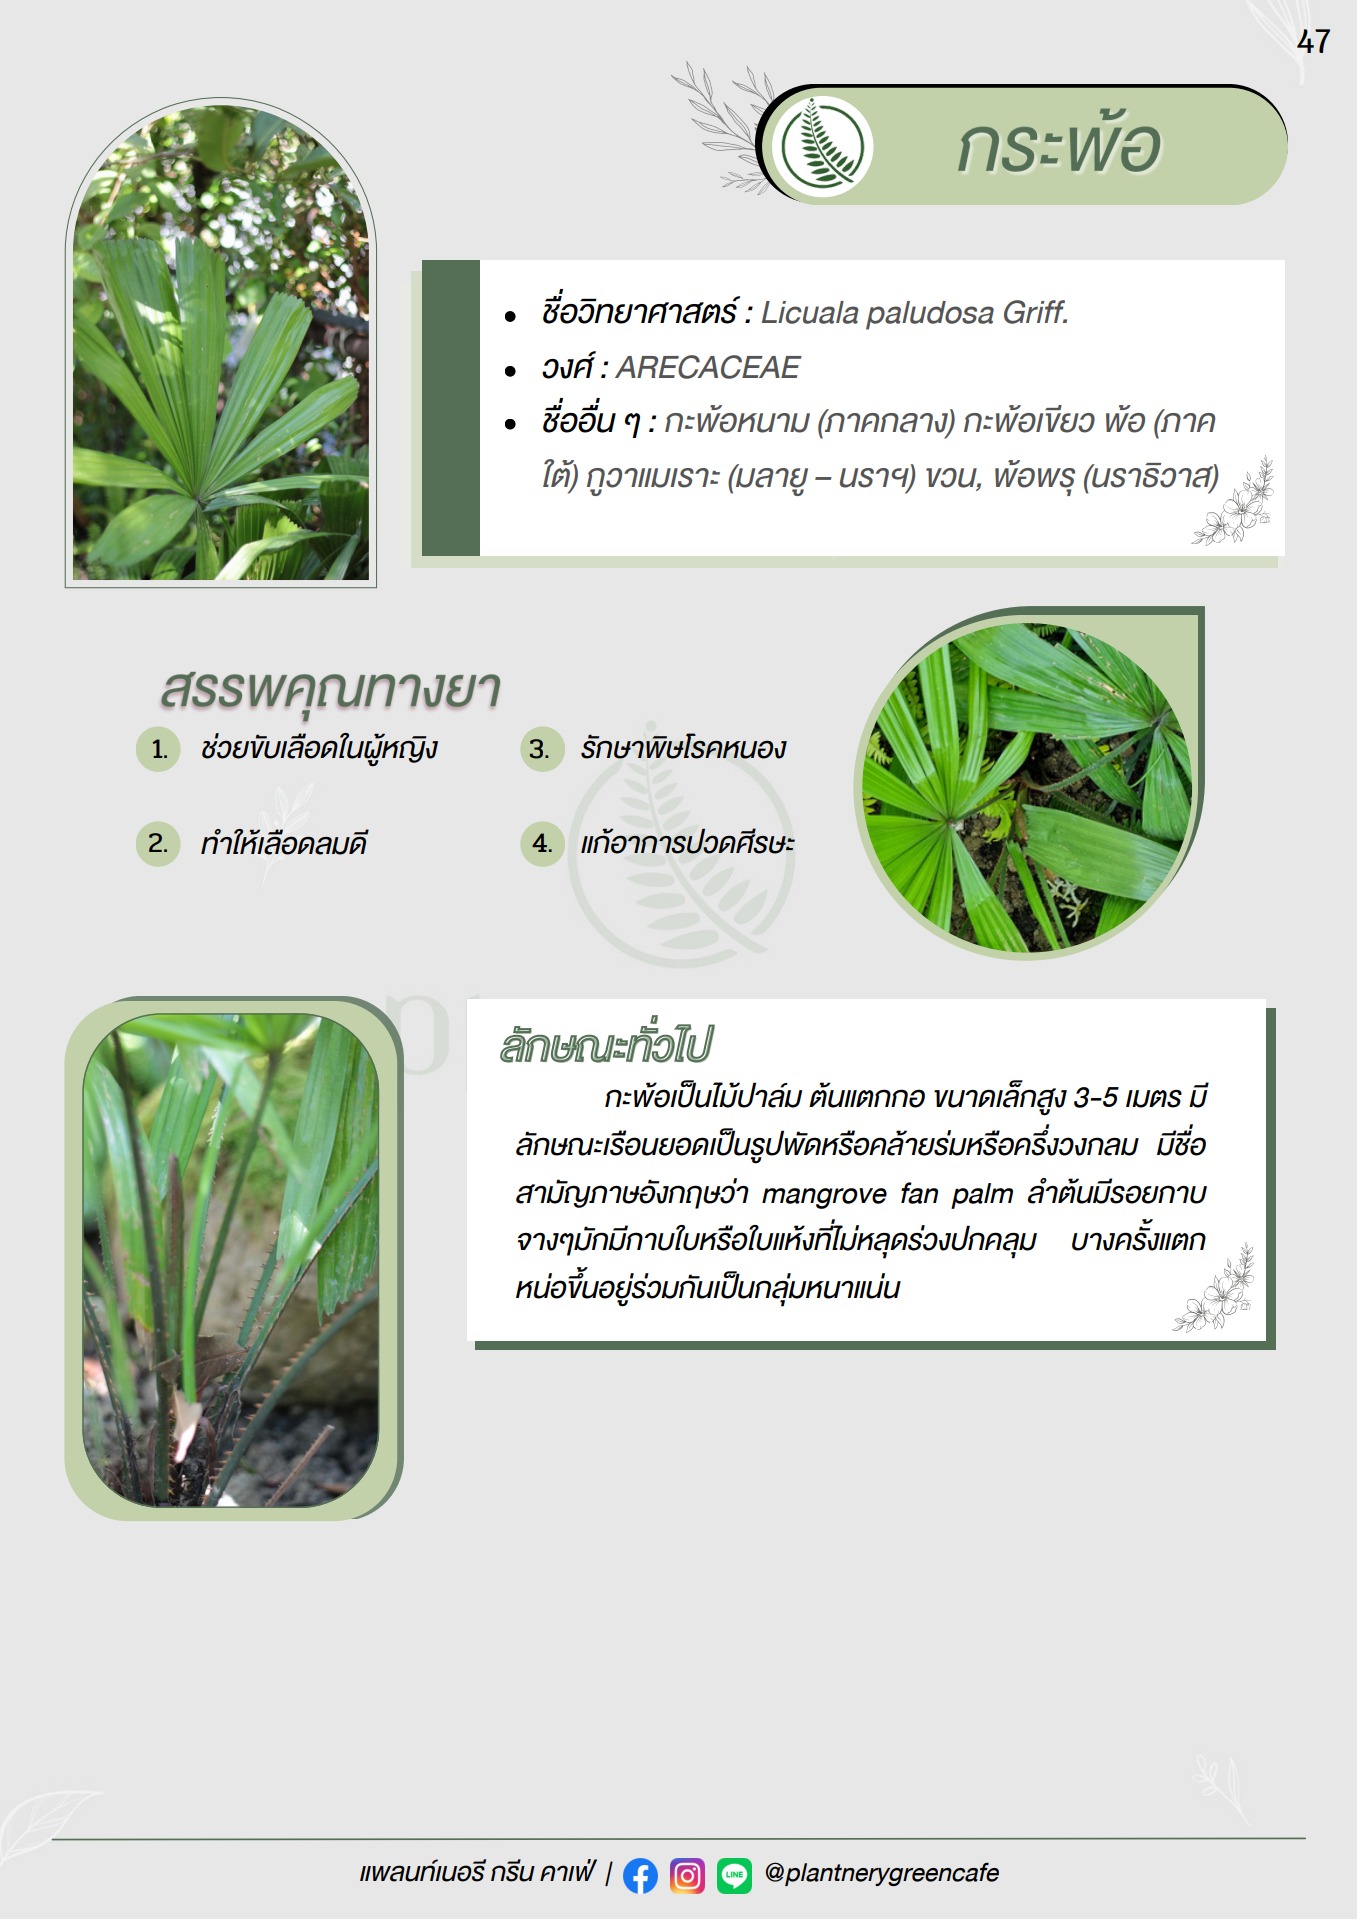 47
กระพ้อ
ชื่อวิทยาศาสตร์ : Licuala paludosa Griff.
วงศ์ : ARECACEAE
ชื่ออื่น ๆ : กะพ้อหนาม (ภาคกลาง) กะพ้อเขียว พ้อ (ภาค
ใต้) กูวาแมเราะ (มลายู – นราฯ) ขวน, พ้อพรุ (นราธิวาส)
สรรพคุณทางยา
1. ช่วยขับเลือดในผู้หญิง
2. ทำให้เลือดลมดี
3. รักษาพิษโรคหนอง
4. แก้อาการปวดศีรษะ
ลักษณะทั่วไป
กะพ้อเป็นไม้ปาล์ม ต้นแตกกอ ขนาดเล็กสูง 3-5 เมตร มี
ลักษณะเรือนยอดเป็นรูปพัดหรือคล้ายร่มหรือครึ่งวงกลม มีชื่อ
สามัญภาษอังกฤษว่า mangrove fan palm ลำต้นมีรอยกาบ
จางๆมักมีกาบใบหรือใบแห้งที่ไม่หลุดร่วงปกคลุม บางครั้งแตก
หน่อขึ้นอยู่ร่วมกันเป็นกลุ่มหนาแน่น
แพลนท์เนอรี กรีน คาเฟ่ | LINE @plantnerygreencafe